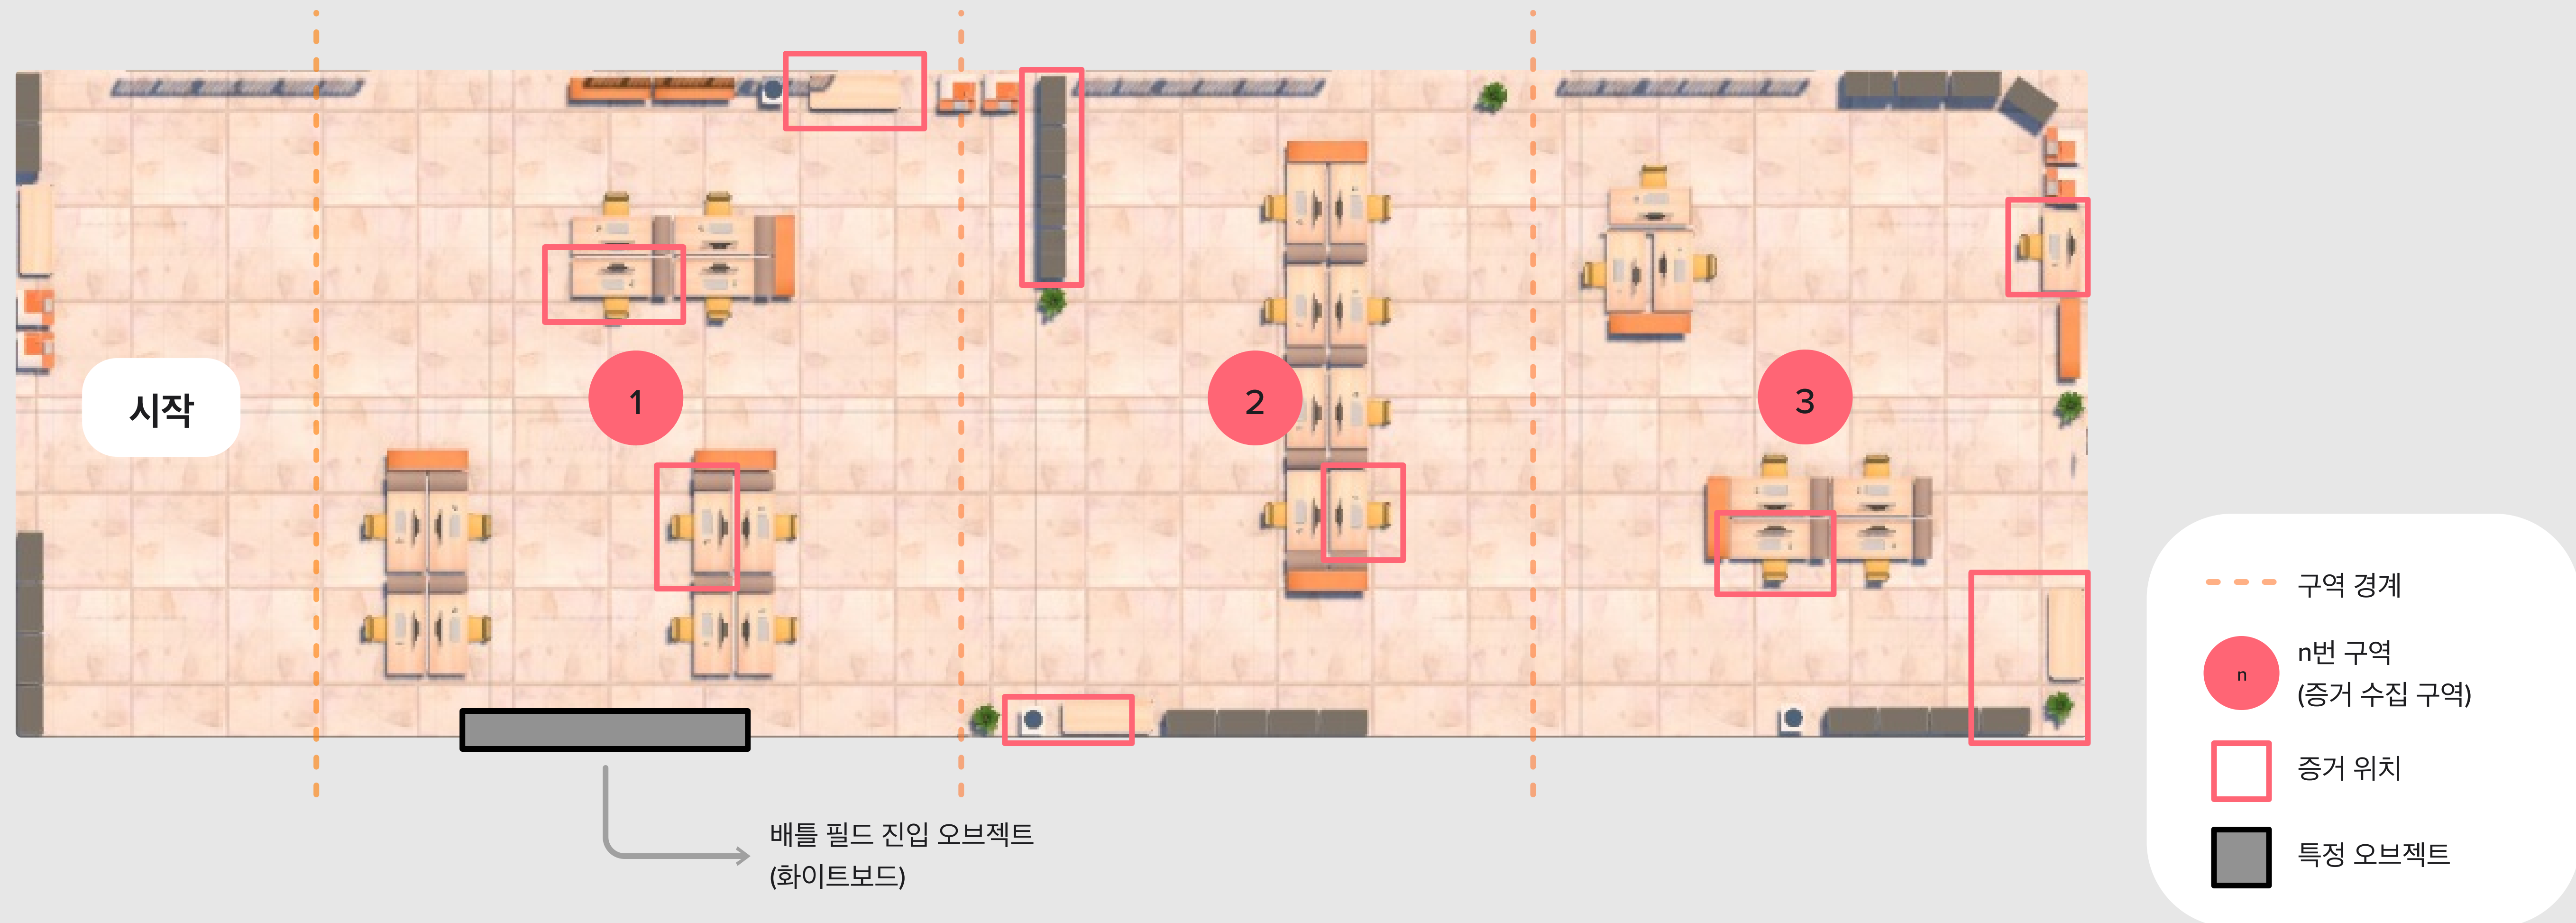 시작
1
2
3
배틀 필드 진입 오브젝트
(화이트보드)
구역 경계
n
n번 구역
(증거 수집 구역)
증거 위치
특정 오브젝트